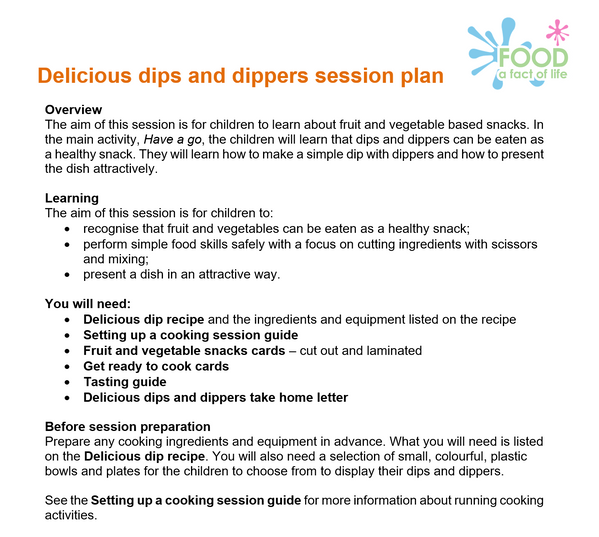 FOOD
a fact of life
Delicious dips and dippers session plan
Overview
The aim of this session is for children to learn about fruit and vegetable based snacks. In
the main activity, Have a go, the children will learn that dips and dippers can be eaten as
a healthy snack. They will learn how to make a simple dip with dippers and how to present
the dish attractively.
Learning
The aim of this session is for children to:
• recognise that fruit and vegetables can be eaten as a healthy snack;
• perform simple food skills safely with a focus on cutting ingredients with scissors
and mixing;
• present a dish in an attractive way.
You will need:
• Delicious dip recipe and the ingredients and equipment listed on the recipe
• Setting up a cooking session guide
• Fruit and vegetable snacks cards – cut out and laminated
• Get ready to cook cards
• Tasting guide
• Delicious dips and dippers take home letter
Before session preparation
Prepare any cooking ingredients and equipment in advance. What you will need is listed
on the Delicious dip recipe. You will also need a selection of small, colourful, plastic
bowls and plates for the children to choose from to display their dips and dippers.
See the Setting up a cooking session guide for more information about running cooking
activities.